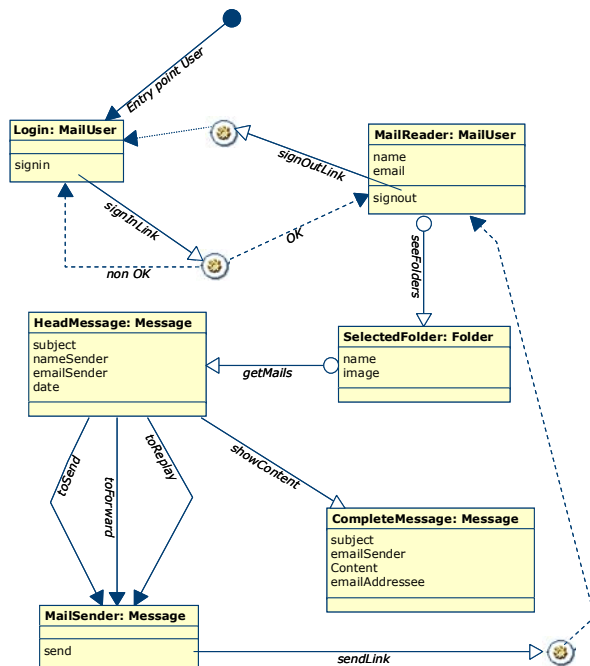 Entry point User
Login: MailUser
signin
MailReader: MailUser
name
email
signout
signOutLink
signInLink
OK
non OK
seeFolders
HeadMessage: Message
subject
nameSender
emailSender
date
SelectedFolder: Folder
name
image
getMails
toSend
toForward
toReplay
showContent
CompleteMessage: Message
subject
emailSender
Content
emailAddressee
MailSender: Message
send
sendLink